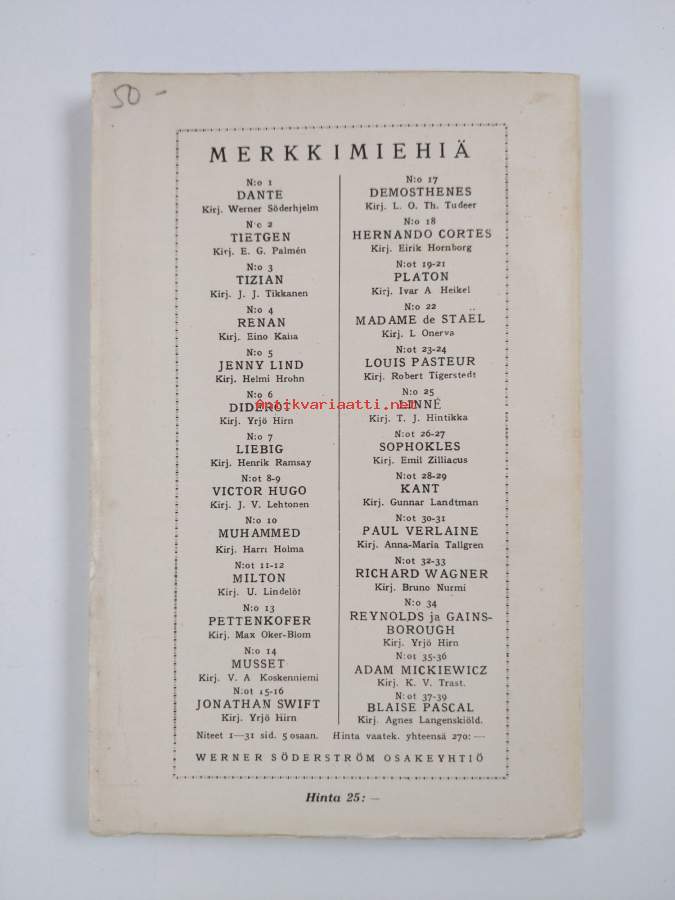 50 -
MERKKIMIEHIÄ
N:o 1
DANTE
Kirj. Werner Söderhjelm
N:o 2
TIETGEN
Kirj. E. G. Palmén
N:o 3
TIZIAN
Kirj. J. J. Tikkanen
N:o 4
RENAN
Kirj. Eino Kaila
N:o 5
JENNY LIND
Kirj. Helmi Hrohn
N:o 6
DIDEROT
Kirj. Yrjö Hirn
N:o 7
LIEBIG
Kirj. Henrik Ramsay
N:ot 8-9
VICTOR HUGO
Kirj. J. V. Lehtonen
N:o 10
MUHAMMED
Kirj. Harri Holma
N:ot 11-12
MILTON
Kirj. U. Lindelöf
N:o 13
PETTENKOFER
Kirj. Max Oker-Blom
N:o 14
MUSSET
Kirj. V. A Koskenniemi
N:ot 15-16
JONATHAN SWIFT
Kirj. Yrjö Hirn
N:o 17
DEMOSTHENES
Kirj. L. O. Th. Tudeer
N:o 18
HERNANDO CORTES
Kirj. Eirik Hornborg
N:ot 19-21
PLATON
Kirj. Ivar A Heikel
N:o 22
MADAME de STAËL
Kirj. L Onerva
N:ot 23-24
LOUIS PASTEUR
Kirj. Robert Tigerstedt
N:o 25
LINNÉ
Kirj. T. J. Hintikka
N:ot 26-27
SOPHOKLES
Kirj. Emil Zilliacus
N:ot 28-29
KANT
Kirj. Gunnar Landtman
N:ot 30-31
PAUL VERLAINE
Kirj. Anna-Maria Tallgren
N:ot 32-33
RICHARD WAGNER
Kirj. Bruno Nurmi
N:o 34
REYNOLDS ja GAINS-
BOROUGH
Kirj. Yrjö Hirn
N:ot 35-36
ADAM MICKIEWICZ
Kirj. K. V. Trast.
N:ot 37-39
BLAISE PASCAL
Kirj. Agnes Langenskiöld.
Niteet 1—31 sid. 5 osaan. Hinta vaatek. yhteensä 270: —
WERNER SÖDERSTRÖM OSAKEYHTIÖ
Hinta 25: —
Antikvariaatti.net